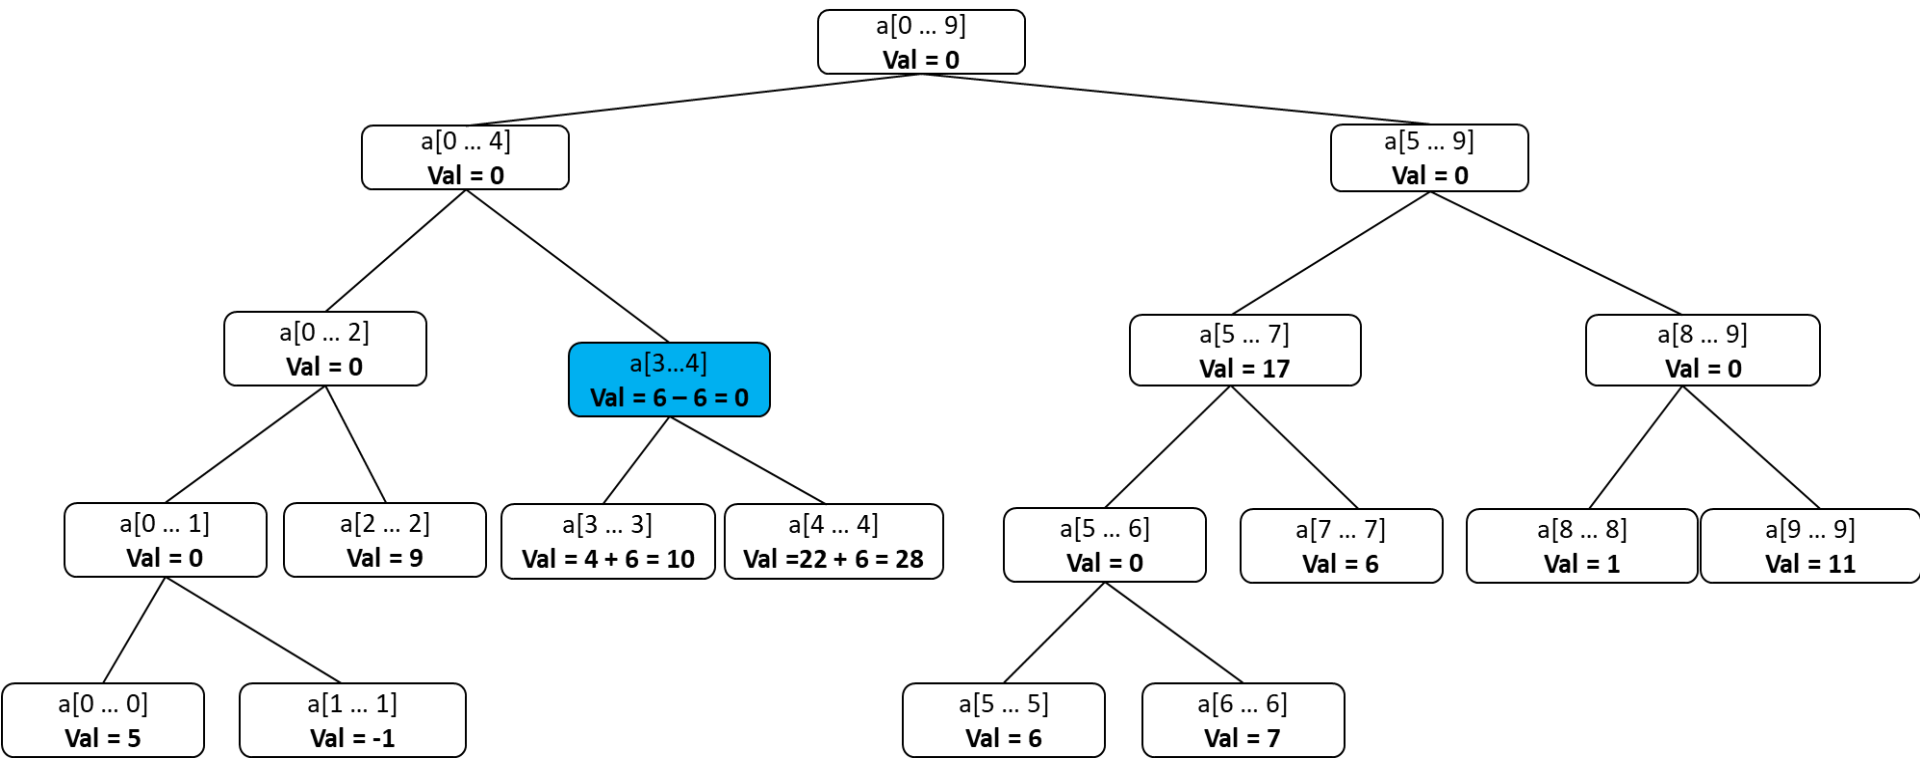 a[0 ... 9]
Val = 0
a[0 ... 4]
Val = 0
a[5 ... 9]
Val = 0
a[0 ... 2]
Val = 0
a[3...4]
Val = 6 – 6 = 0
a[5 ... 7]
Val = 17
a[8 ... 9]
Val = 0
a[0 ... 1]
Val = 0
a[2 ... 2]
Val = 9
a[3 ... 3]
Val = 4 + 6 = 10
a[4 ... 4]
Val =22 + 6 = 28
a[5 ... 6]
Val = 0
a[7 ... 7]
Val = 6
a[8 ... 8]
Val = 1
a[9 ... 9]
Val = 11
a[0 ... 0]
Val = 5
a[1 ... 1]
Val = -1
a[5 ... 5]
Val = 6
a[6 ... 6]
Val = 7